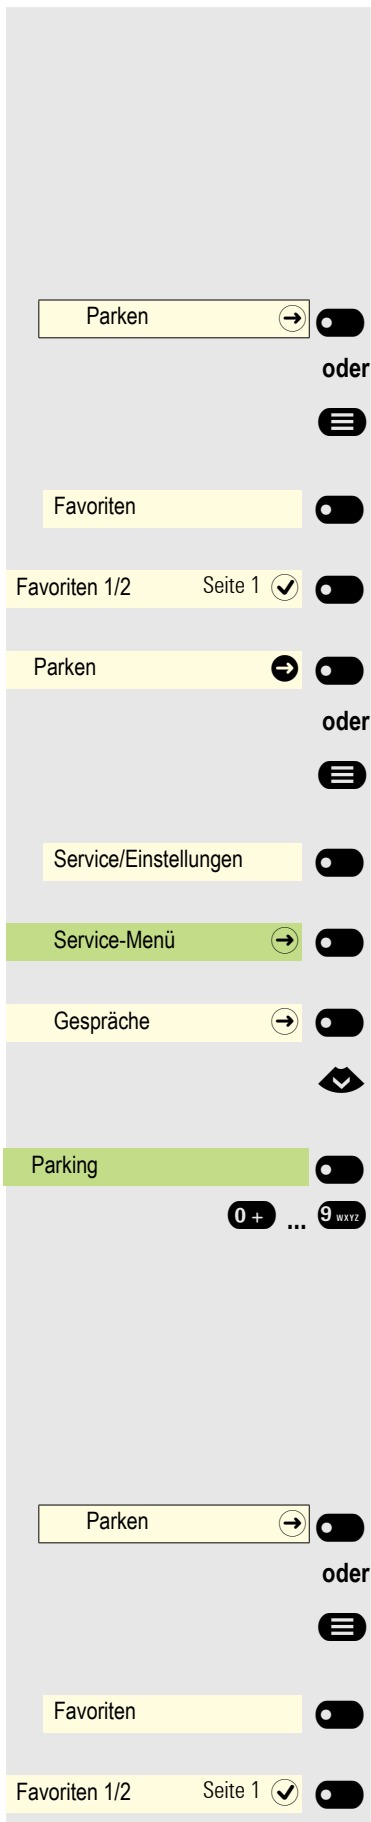 Parken
oder
Favoriten
Favoriten 1/2 Seite 1
Parken
oder
Service/Einstellungen
Service-Menü
Gespräche
Parking
0 + ... 9 WXYZ
Parken
oder
Favoriten
Favoriten 1/2 Seite 1